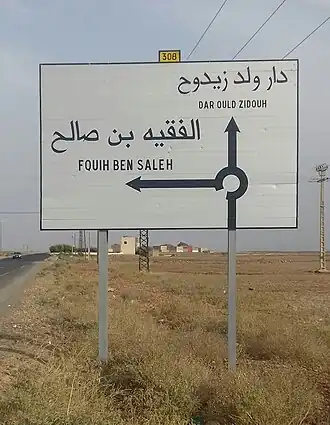 308
دار ولد زيدوح
DAR OULD ZIDOUH
الفقيه بن صالح
FQUIH BEN SALEH